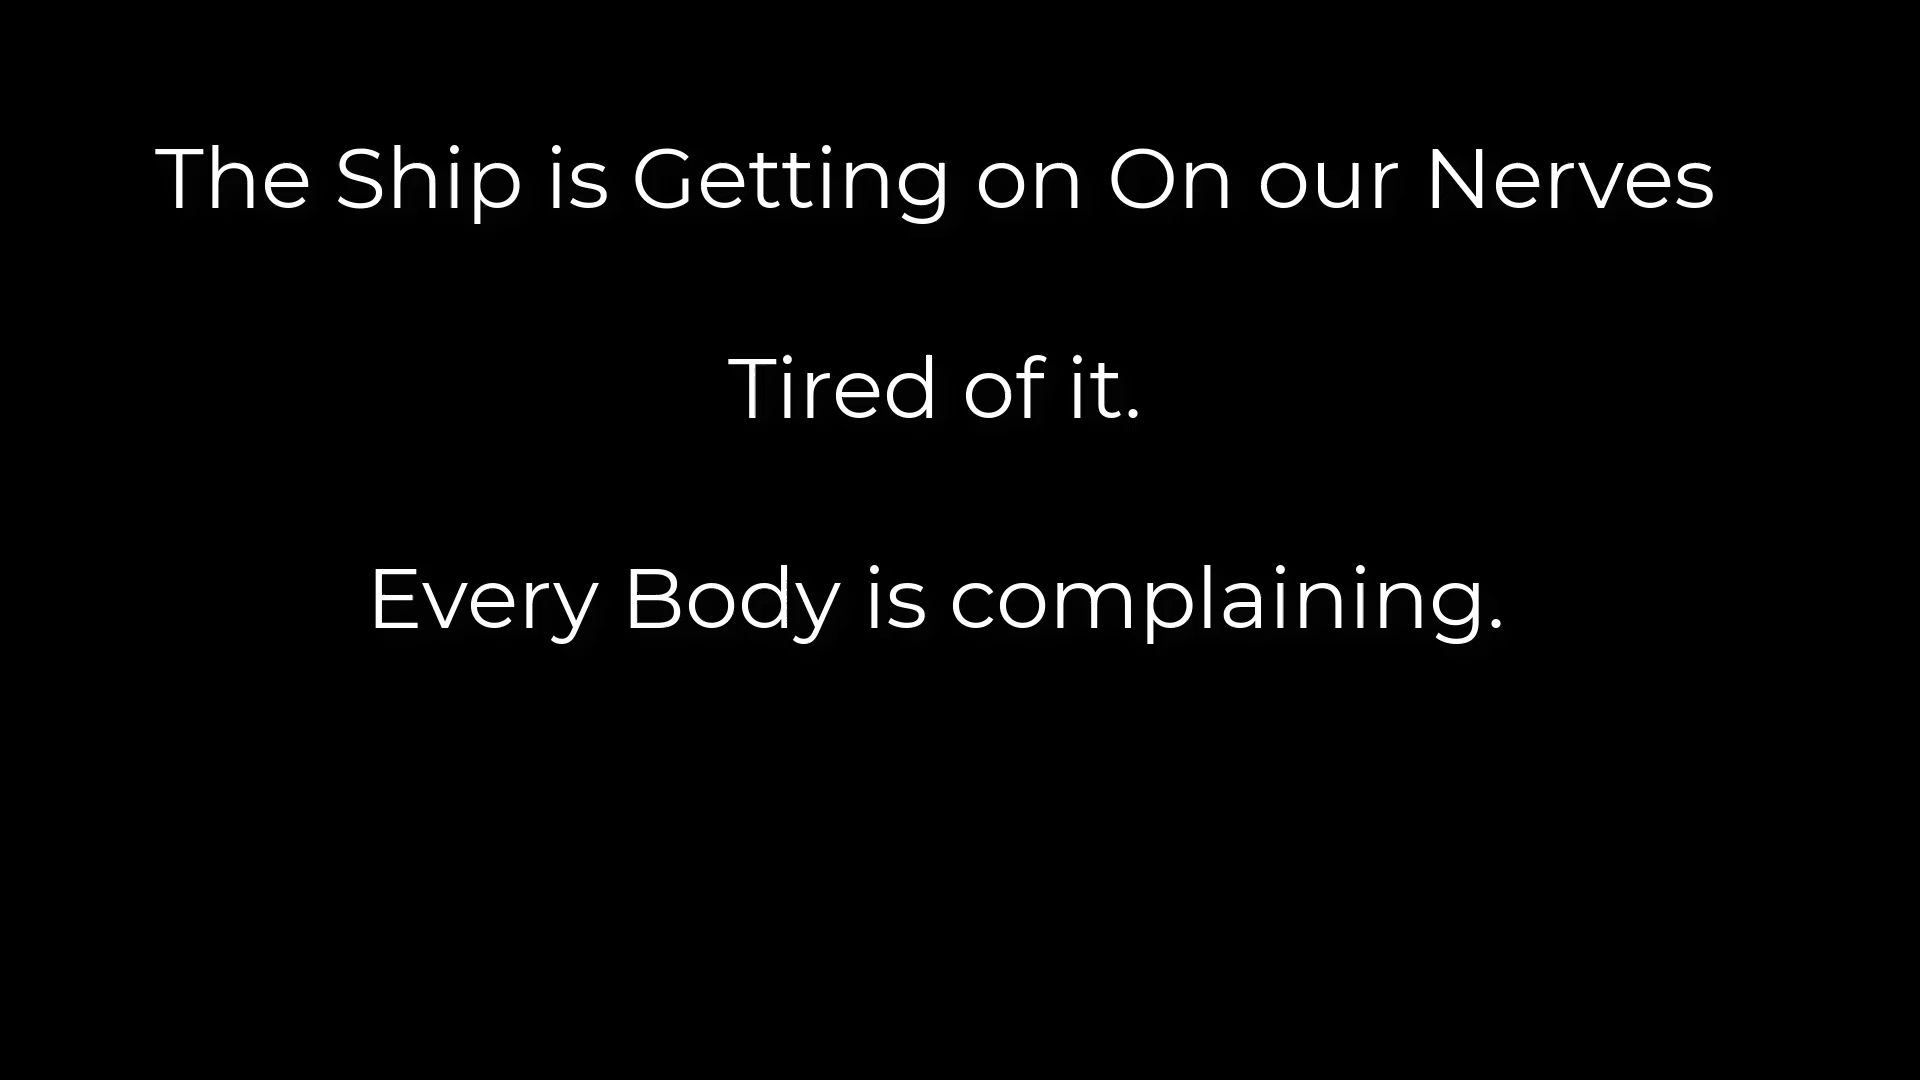 The Ship is Getting on On our Nerves
Tired of it.
Every Body is complaining.